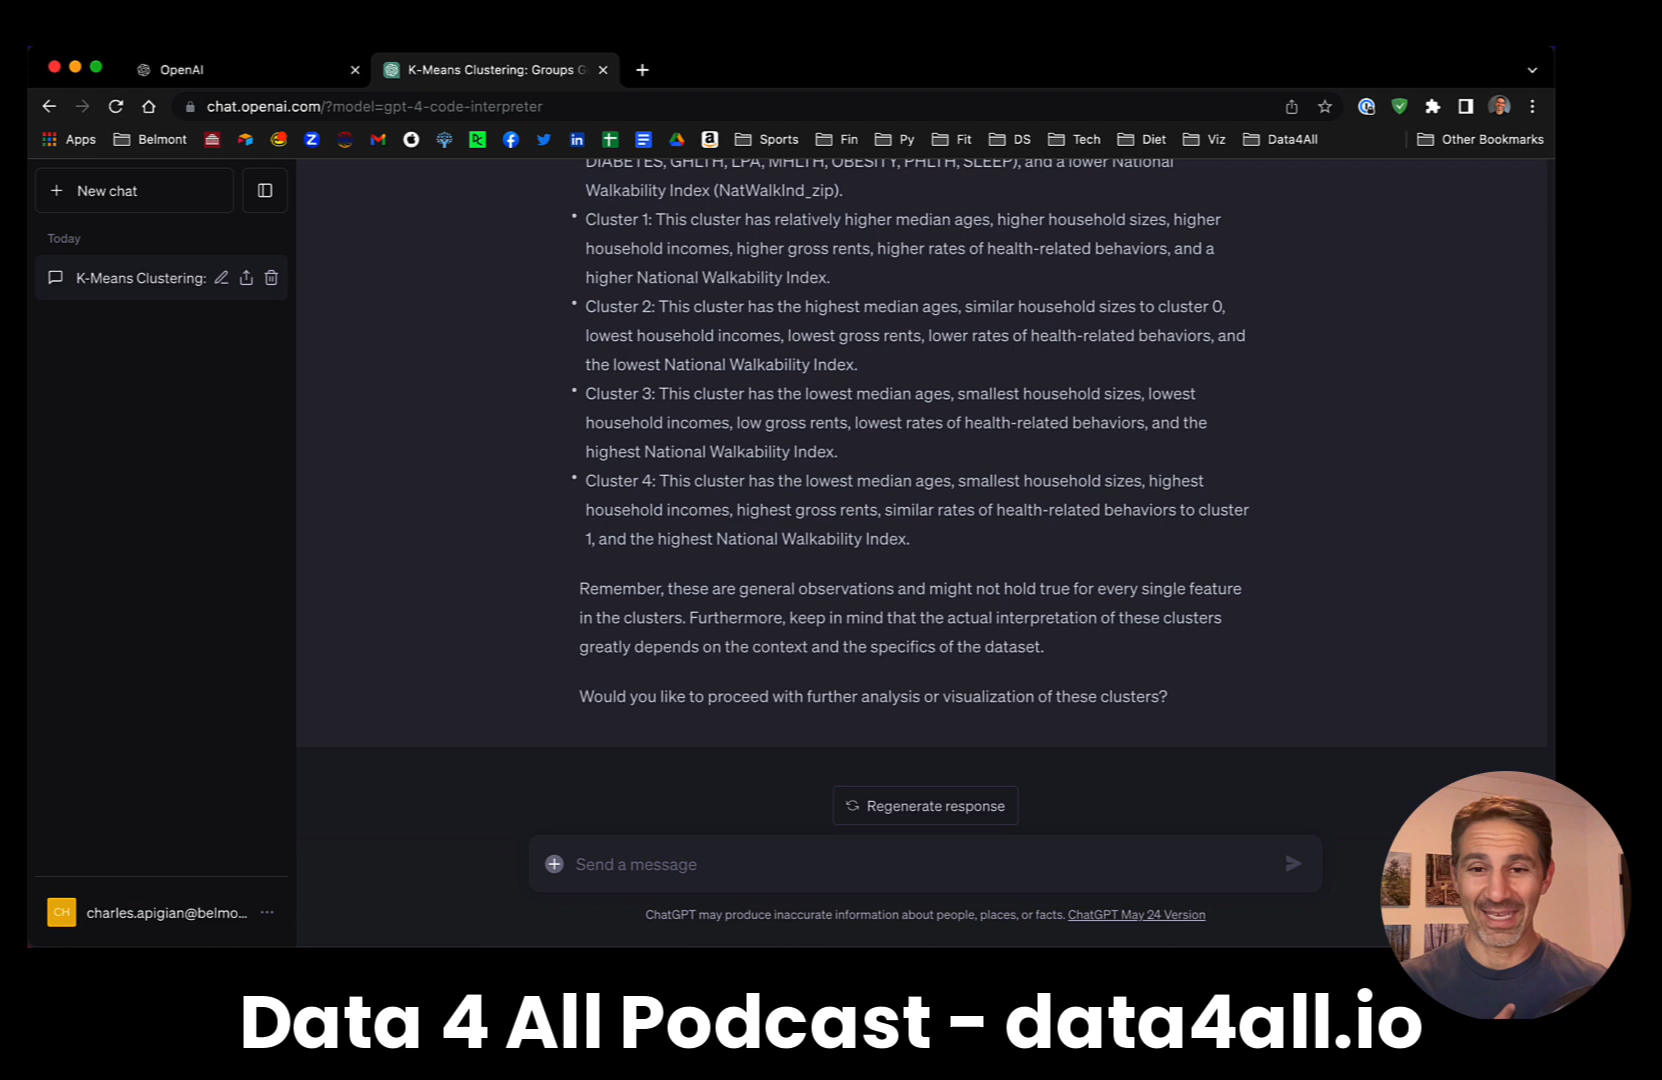 OpenAI
K-Means Clustering: Groups G
chat.openai.com/?model=gpt-4-code-interpreter
Apps Belmont Sports Fin Py Fit DS Tech Diet Viz Data4All Other Bookmarks
New chat
Today
K-Means Clustering:
DIABETES, GHLTH, LPA, MHLTH, OBESITY, PHLTH, SLEEP), and a lower National
Walkability Index (NatWalkInd_zip).
• Cluster 1: This cluster has relatively higher median ages, higher household sizes, higher
household incomes, higher gross rents, higher rates of health-related behaviors, and a
higher National Walkability Index.
• Cluster 2: This cluster has the highest median ages, similar household sizes to cluster 0,
lowest household incomes, lowest gross rents, lower rates of health-related behaviors, and
the lowest National Walkability Index.
• Cluster 3: This cluster has the lowest median ages, smallest household sizes, lowest
household incomes, low gross rents, lowest rates of health-related behaviors, and the
highest National Walkability Index.
• Cluster 4: This cluster has the lowest median ages, smallest household sizes, highest
household incomes, highest gross rents, similar rates of health-related behaviors to cluster
1, and the highest National Walkability Index.
Remember, these are general observations and might not hold true for every single feature
in the clusters. Furthermore, keep in mind that the actual interpretation of these clusters
greatly depends on the context and the specifics of the dataset.
Would you like to proceed with further analysis or visualization of these clusters?
Regenerate response
Send a message
CH charles.apigian@belmo...
ChatGPT may produce inaccurate information about people, places, or facts. ChatGPT May 24 Version
Data 4 All Podcast - data4all.io